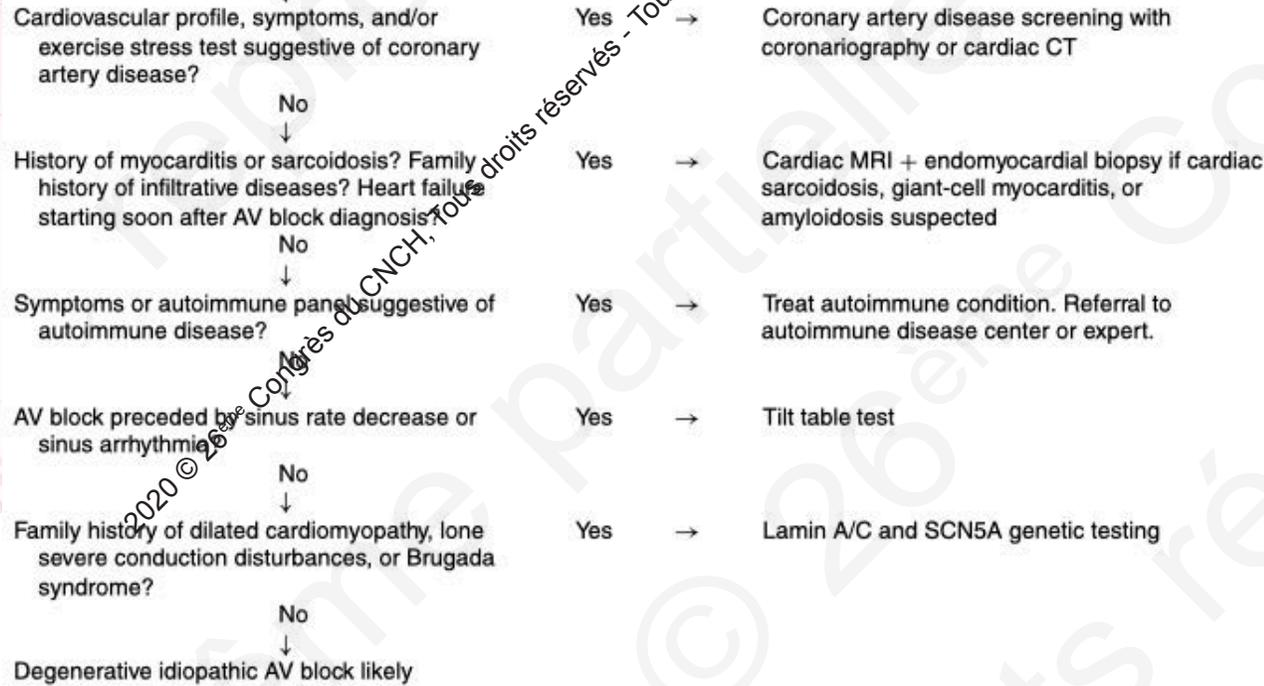 Cardiovascular profile, symptoms, and/or Yes → Coronary artery disease screening with
exercise stress test suggestive of coronary coronariography or cardiac CT
artery disease?
No
↓
History of myocarditis or sarcoidosis? Family Yes → Cardiac MRI + endomyocardial biopsy if cardiac
history of infiltrative diseases? Heart failure sarcoidosis, giant-cell myocarditis, or
starting soon after AV block diagnosis? amyloidosis suspected
No
↓
Symptoms or autoimmune panel suggestive of Yes → Treat autoimmune condition. Referral to
autoimmune disease? autoimmune disease center or expert.
No
↓
AV block preceded by sinus rate decrease or Yes → Tilt table test
sinus arrhythmia
No
↓
Family history of dilated cardiomyopathy, lone Yes → Lamin A/C and SCN5A genetic testing
severe conduction disturbances, or Brugada
syndrome?
No
↓
Degenerative idiopathic AV block likely
2020 © 26ème Congrès du CNCH, Tous droits réservés - Tou
partielle
ème
© 26ème Co